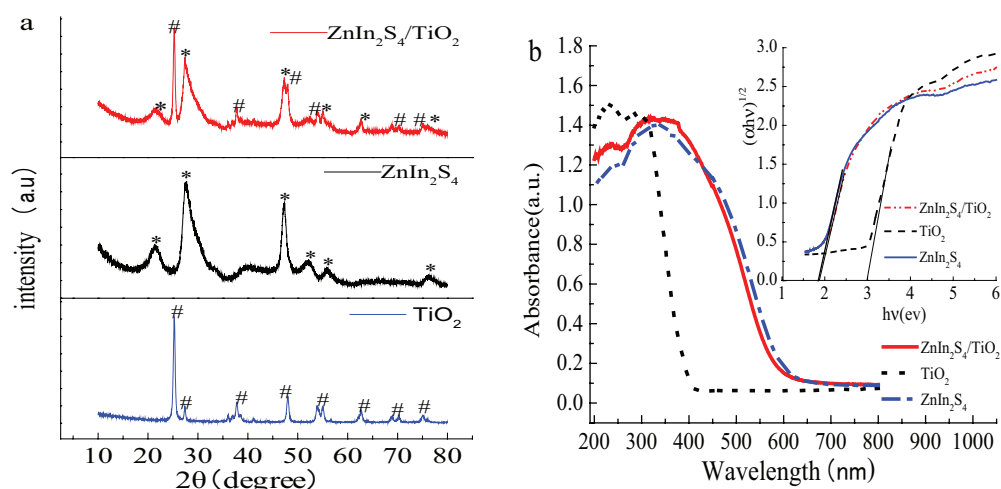 a
# ZnIn₂S₄/TiO₂
* * * # # # * * # # *
ZnIn₂S₄
* * * * * *
TiO₂
# # # # # # # #
intensity (a.u)
10 20 30 40 50 60 70 80
2θ(degree)
b
1.8
1.6
1.4
1.2
1.0
0.8
0.6
0.4
0.2
0.0
Absorbance(a.u.)
200 300 400 500 600 700 800 900 1000
Wavelength(nm)
ZnIn₂S₄/TiO₂
TiO₂
ZnIn₂S₄
3.0
2.5
2.0
1.5
1.0
0.5
0.0
(αhν)¹/²
ZnIn₂S₄/TiO₂
TiO₂
ZnIn₂S₄
1 2 3 4 5 6
hν(ev)